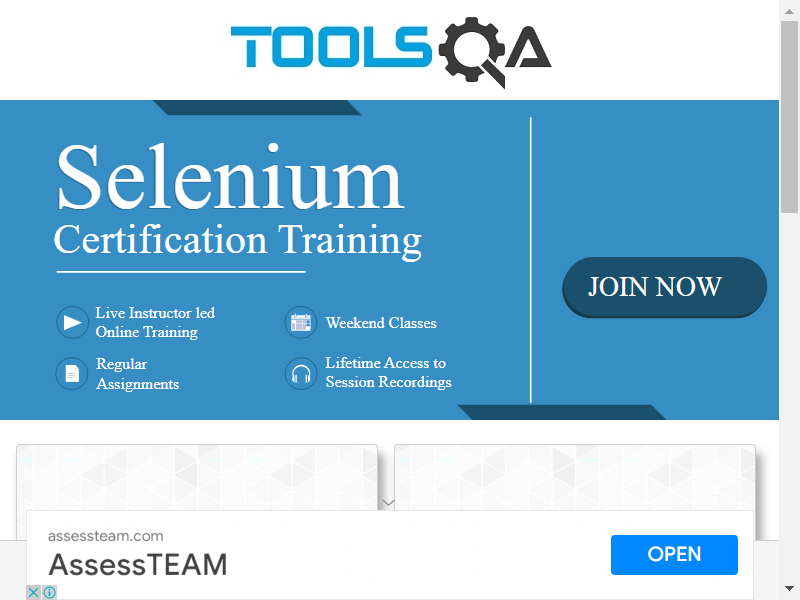 TOOLSQA
Selenium
Certification Training
JOIN NOW
Live Instructor led
Online Training
Weekend Classes
Regular
Assignments
Lifetime Access to
Session Recordings
assessteam.com
AssessTEAM
OPEN